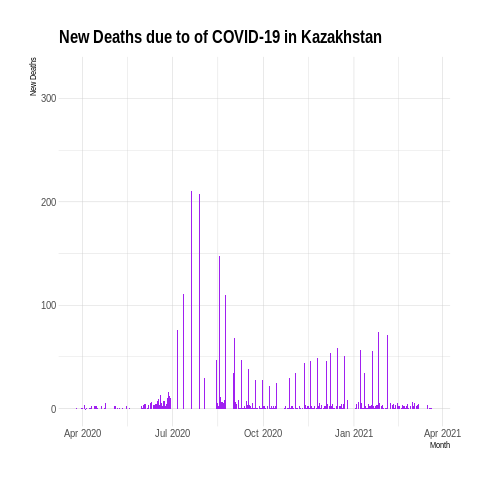 New Deaths due to of COVID-19 in Kazakhstan
New Deaths
300
200
100
0
Apr 2020 Jul 2020 Oct 2020 Jan 2021 Apr 2021
Month